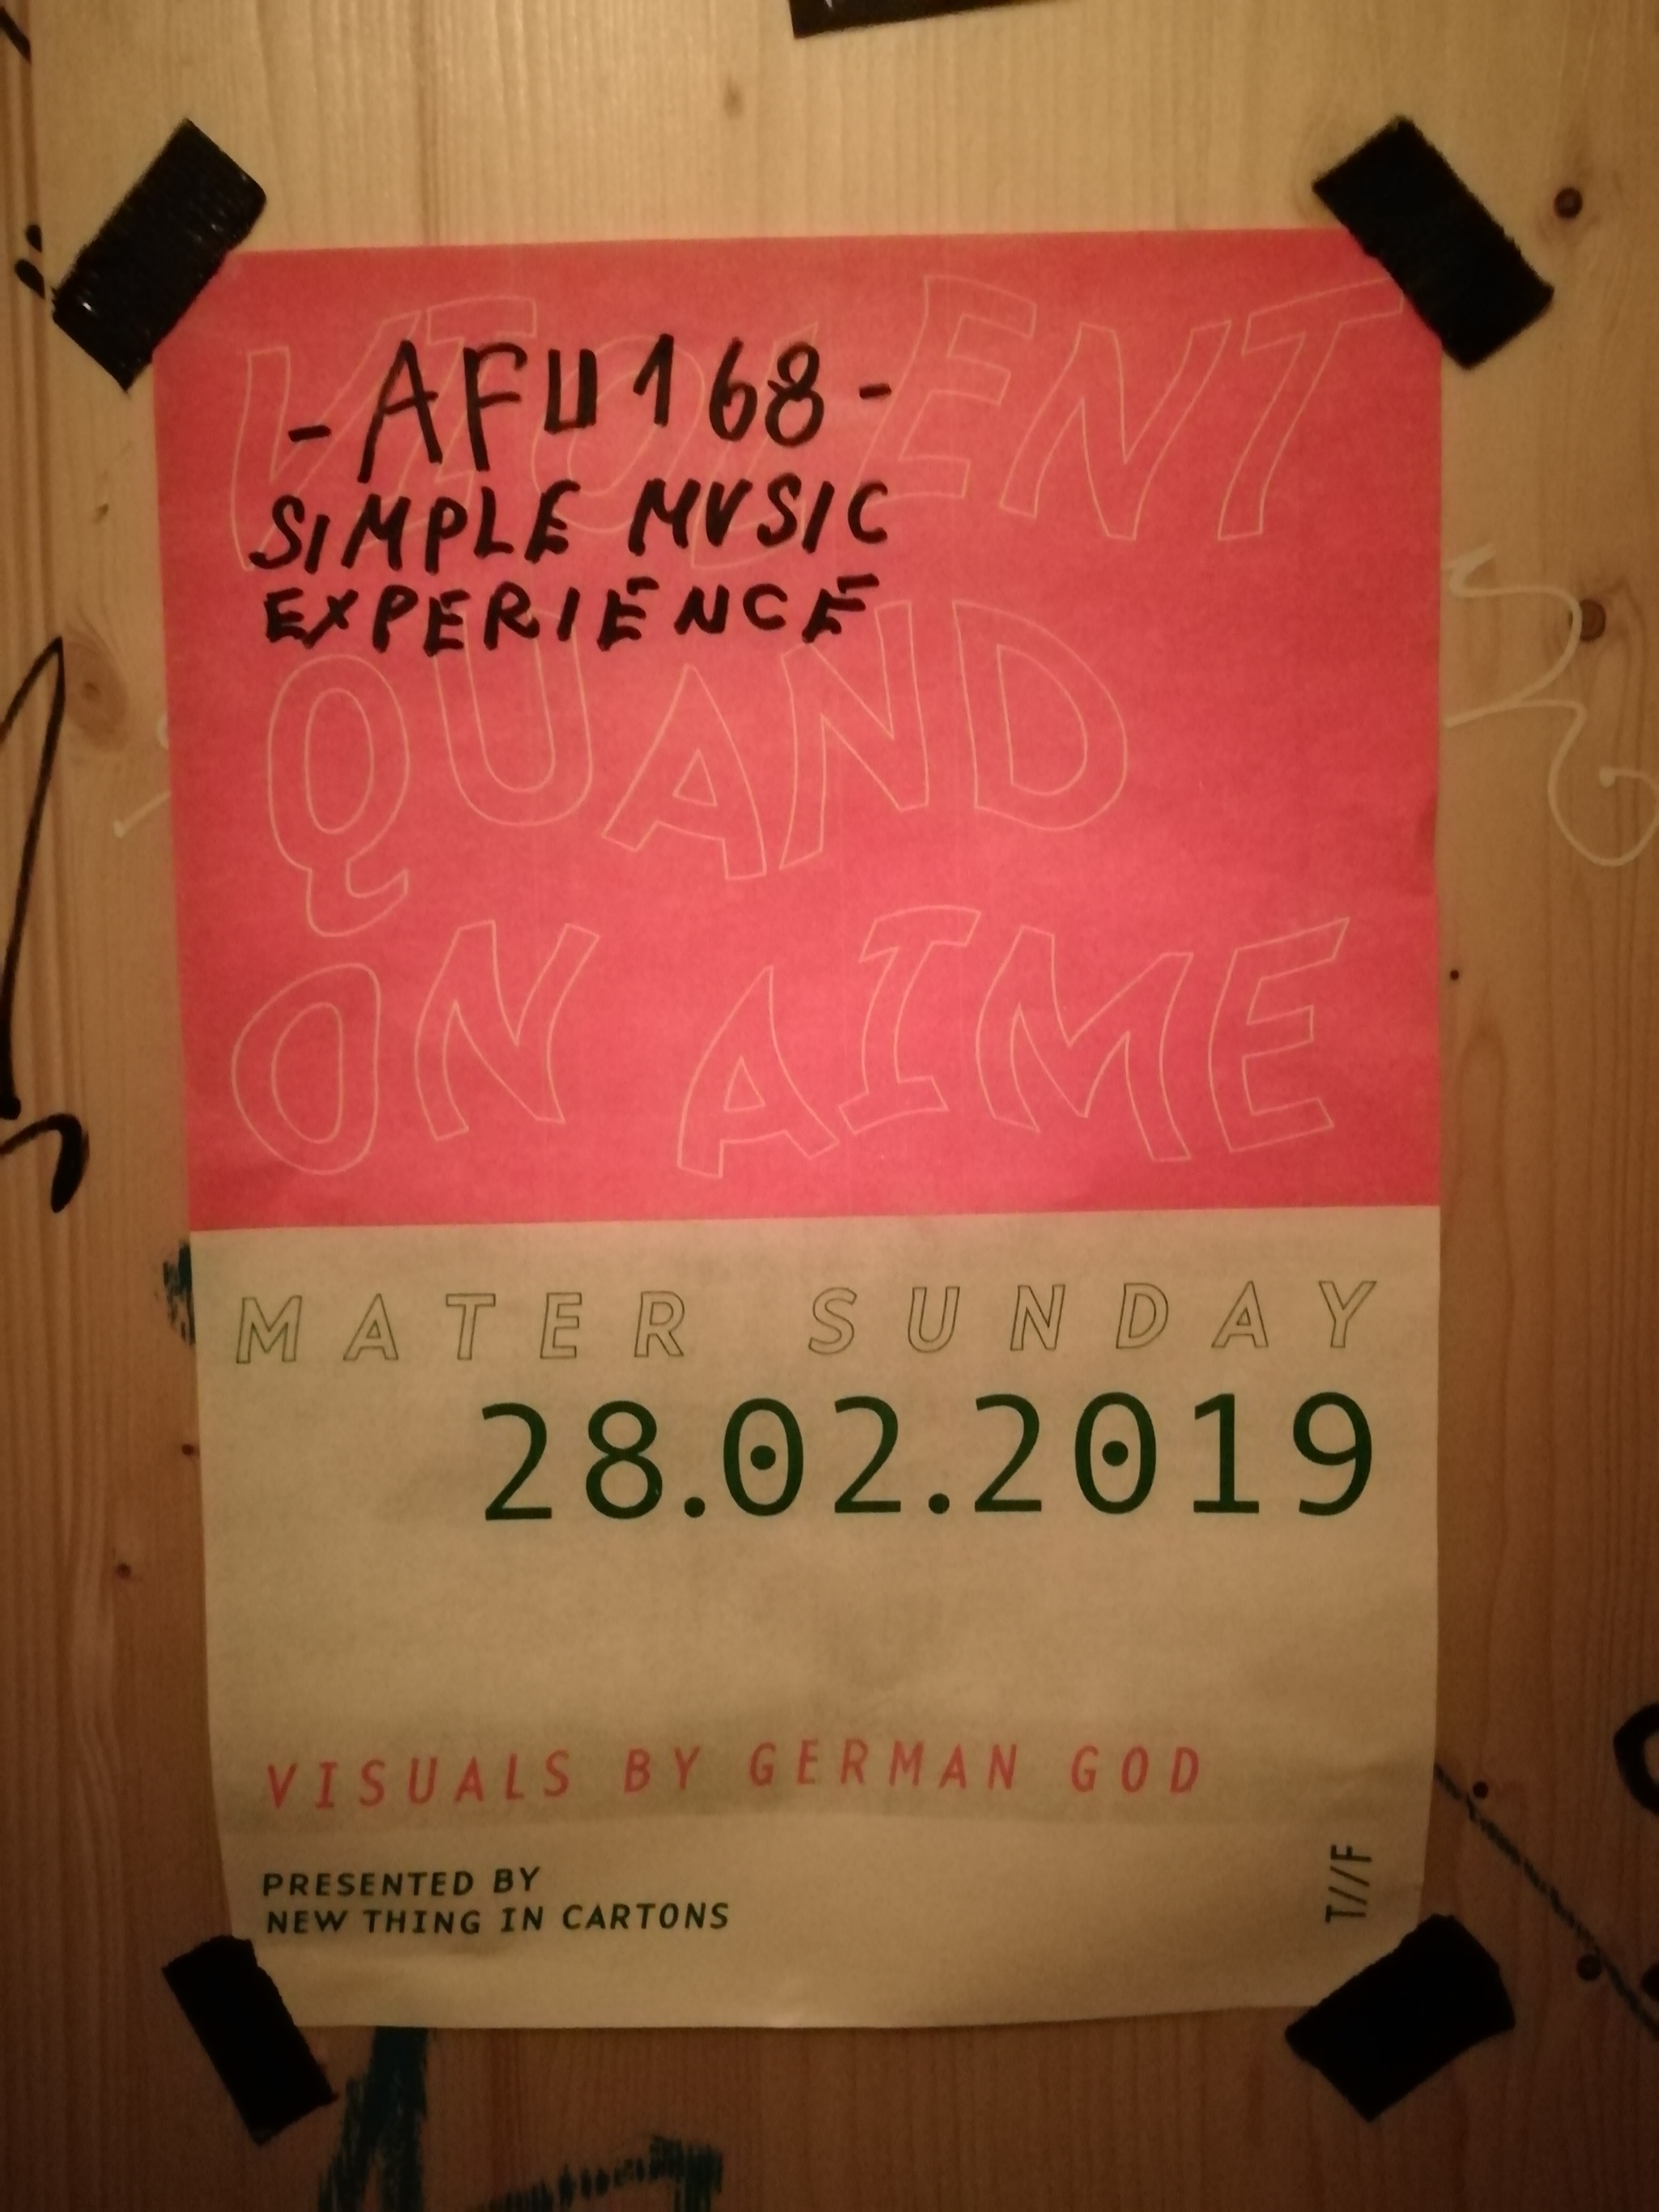 VIOLENT
-AFU168-
SIMPLE MUSIC
EXPERIENCE
QUAND
ON AIME
MATER SUNDAY
28.02.2019
VISUALS BY GERMAN GOD
PRESENTED BY
NEW THING IN CARTONS
T//F